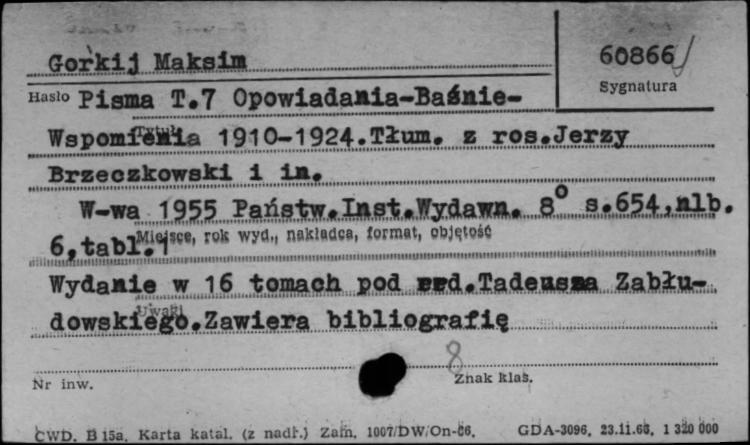 Gorkij Maksim
60866
Sygnatura
Hasło Pisma T.7 Opowiadania-Baśnie-
Tytuł
Wspomienia 1910-1924.Tłum. z ros.Jerzy
Brzeczkowski i in.
W-wa 1955 Państw.Inst.Wydawn. 8° s.654,nlb.
6,tabl.1
Miejsce, rok wyd., nakładca, format, objętość
Wydanie w 16 tomach pod red.Tadeusza Zabłu-
Uwagi
dowskiego.Zawiera bibliografię
8
Nr inw.
Znak klas.
CWD. B 15a. Karta katal. (z nadr.) Zam. 1007/DW/On-66. GDA-3096. 23.11.66. 1 320 000